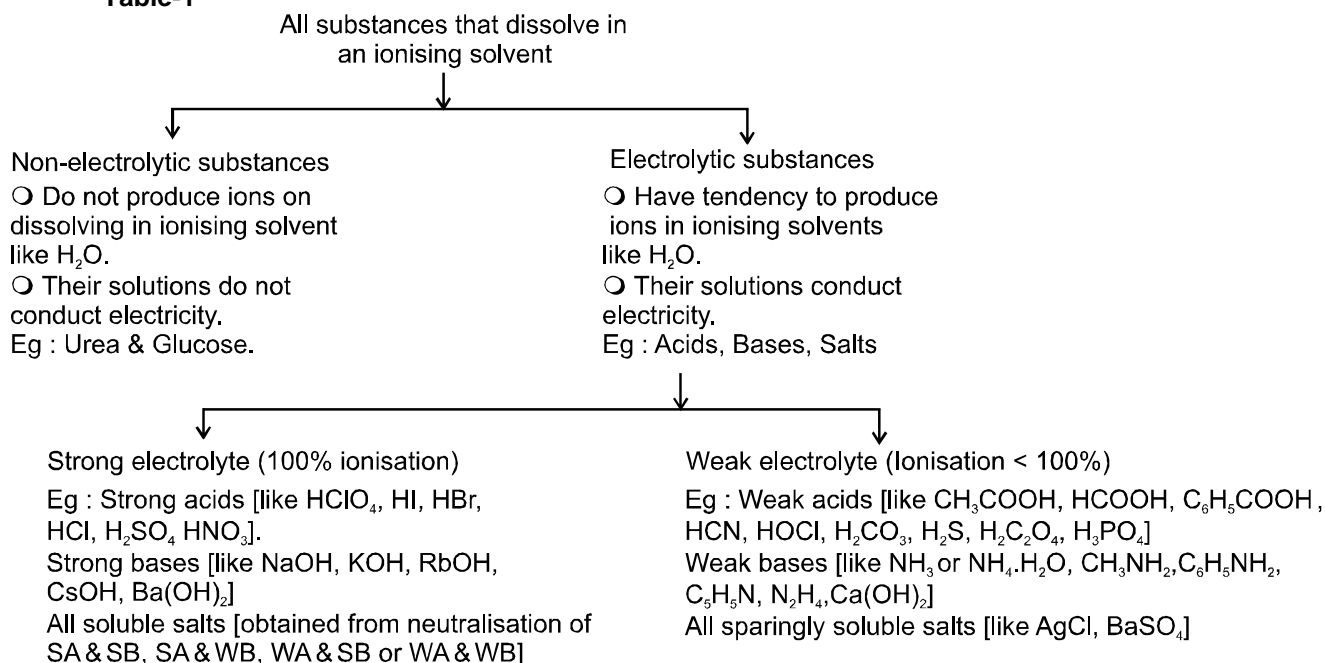 Table-1
All substances that dissolve in
an ionising solvent
Non-electrolytic substances
❍ Do not produce ions on
dissolving in ionising solvent
like H₂O.
❍ Their solutions do not
conduct electricity.
Eg : Urea & Glucose.
Electrolytic substances
❍ Have tendency to produce
ions in ionising solvents
like H₂O.
❍ Their solutions conduct
electricity.
Eg : Acids, Bases, Salts
Strong electrolyte (100% ionisation)
Eg : Strong acids [like HClO₄, HI, HBr,
HCl, H₂SO₄ HNO₃].
Strong bases [like NaOH, KOH, RbOH,
CsOH, Ba(OH)₂]
All soluble salts [obtained from neutralisation of
SA & SB, SA & WB, WA & SB or WA & WB]
Weak electrolyte (Ionisation < 100%)
Eg : Weak acids [like CH₃COOH, HCOOH, C₆H₅COOH,
HCN, HOCl, H₂CO₃, H₂S, H₂C₂O₄, H₃PO₄]
Weak bases [like NH₃ or NH₄.H₂O, CH₃NH₂,C₆H₅NH₂,
C₅H₅N, N₂H₄,Ca(OH)₂]
All sparingly soluble salts [like AgCl, BaSO₄]